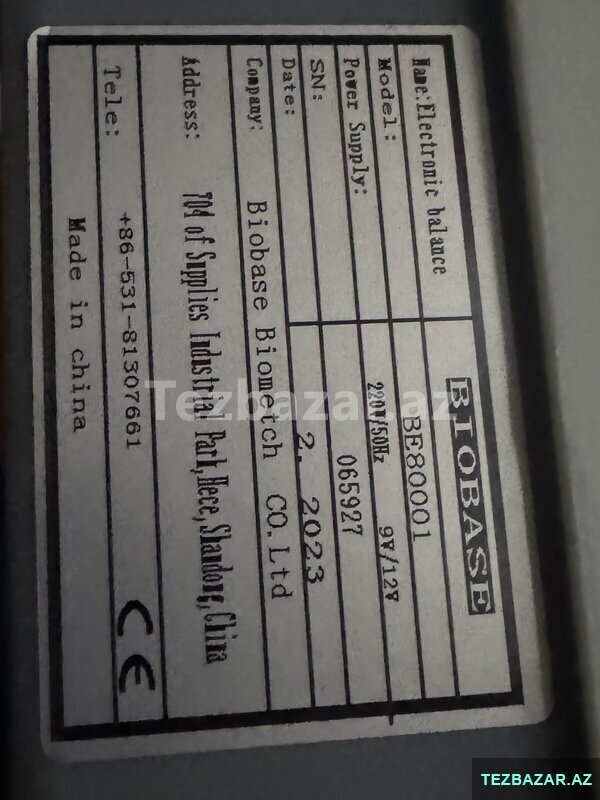 Name:Electronic balance BIOBASE
Model: BE80001
Power Supply: 220V/50Hz 9V/12V
SN: 065927
Date: 2. 2023
Company: Biobase Biometch CO.Ltd
Address: 704 of Supplies Industrial Park,Hece,Shandong,China
Tele: +86-531-81307661 CE
Made in china
Tezbazar.az
TEZBAZAR.AZ